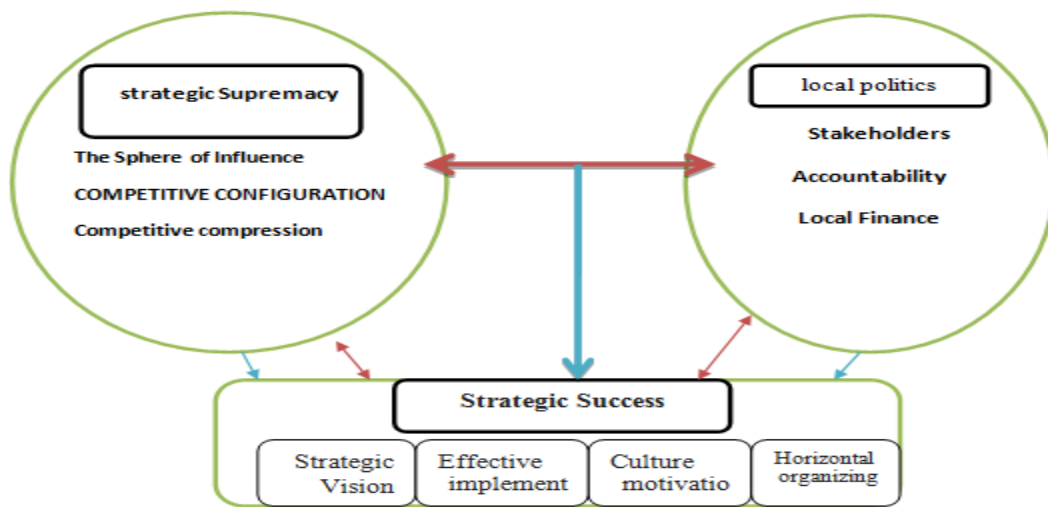 strategic Supremacy
The Sphere of Influence
COMPETITIVE CONFIGURATION
Competitive compression
local politics
Stakeholders
Accountability
Local Finance
Strategic Success
Strategic
Vision
Effective
implement
Culture
motivatio
Horizontal
organizing